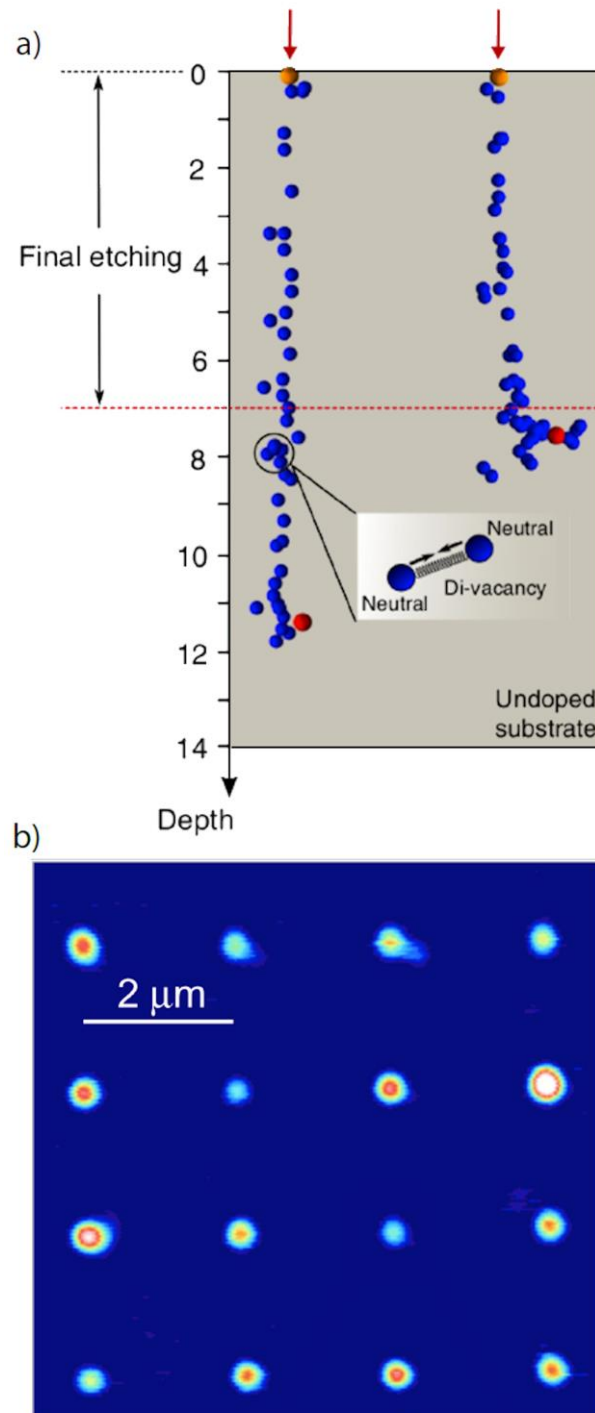 a)
0
2
Final etching
4
6
8
Neutral
10
Neutral
Di-vacancy
12
Undoped
substrate
14
Depth
b)
2 μm